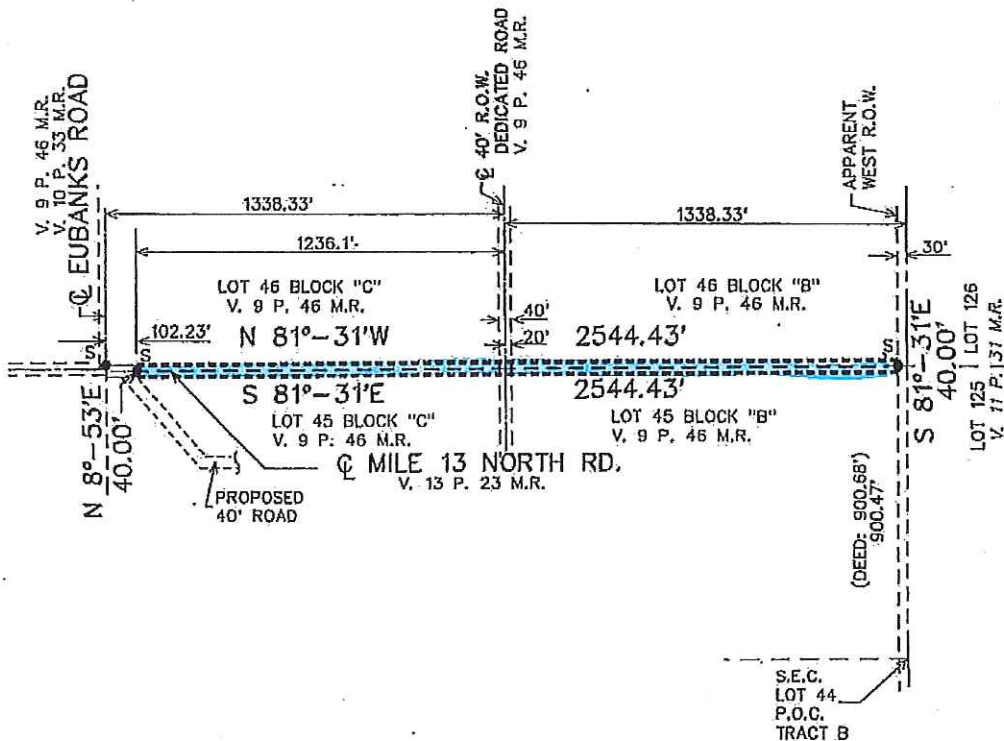 V. 9 P. 46 M.R.
V. 10 P. 33 M.R.
℄ EUBANKS ROAD
℄ 40' R.O.W.
DEDICATED ROAD
V. 9 P. 46 M.R.
APPARENT
WEST R.O.W.
1338.33'
1338.33'
1236.1'
30'
LOT 46 BLOCK "C"
V. 9 P. 46 M.R.
LOT 46 BLOCK "B"
V. 9 P. 46 M.R.
40'
20'
102.23'
N 81°-31'W
2544.43'
S
S
S
S 81°-31'E
2544.43'
LOT 45 BLOCK "C"
V. 9 P. 46 M.R.
LOT 45 BLOCK "B"
V. 9 P. 46 M.R.
N 8°-53'E
40.00'
S 81°-31'E
40.00'
LOT 125 | LOT 126
V. 11 P. 37 M.R.
℄ MILE 13 NORTH RD.
V. 13 P. 23 M.R.
PROPOSED
40' ROAD
(DEED: 900.68')
900.47'
S.E.C.
LOT 44
P.O.C.
TRACT B